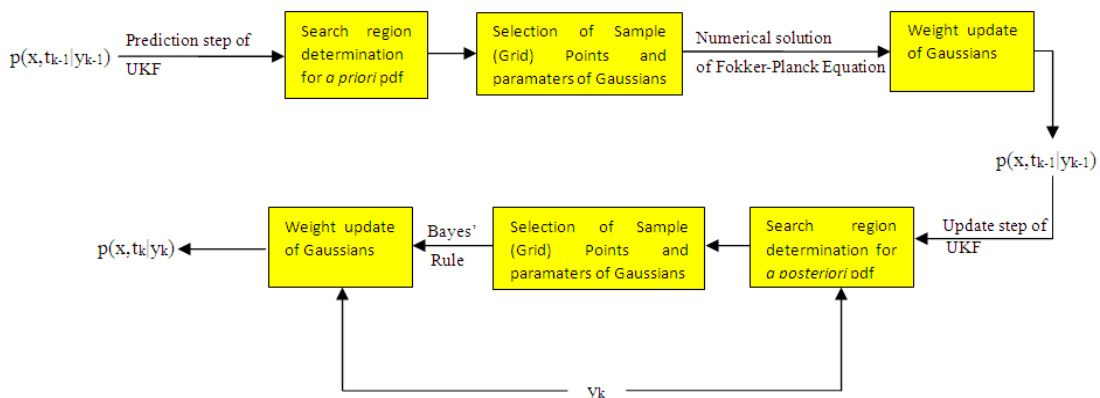 p(x,tk-1|yk-1)
Prediction step of
UKF
Search region
determination
for a priori pdf
Selection of Sample
(Grid) Points and
paramaters of Gaussians
Numerical solution
of Fokker-Planck Equation
Weight update
of Gaussians
p(x,tk-1|yk-1)
Update step of
UKF
Search region
determination for
a posteriori pdf
Selection of Sample
(Grid) Points and
paramaters of Gaussians
Bayes’
Rule
Weight update
of Gaussians
p(x,tk|yk)
yk